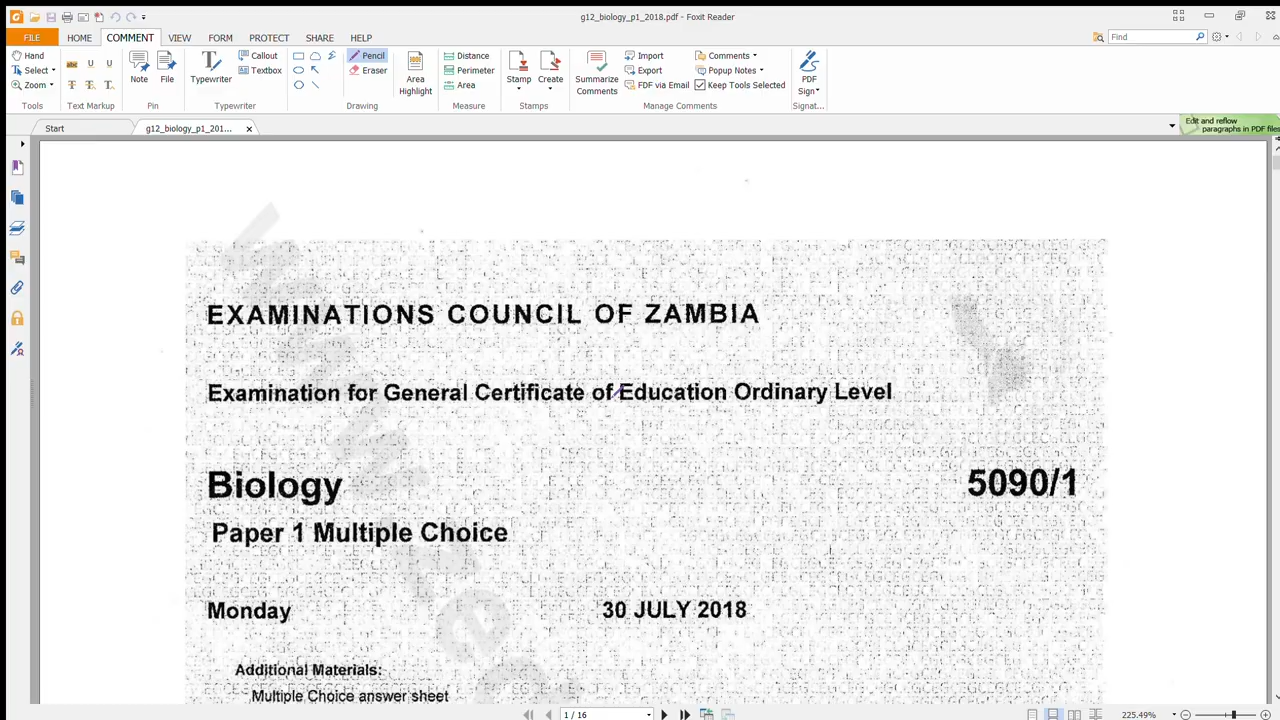 g12_biology_p1_2018.pdf - Foxit Reader
FILE HOME COMMENT VIEW FORM PROTECT SHARE HELP
Find
Hand
Select
Zoom
Tools
Text Markup
Note
File
Pin
Typewriter
Callout
Textbox
Typewriter
Pencil
Eraser
Drawing
Area
Highlight
Distance
Perimeter
Area
Measure
Stamp
Create
Stamps
Summarize
Comments
Import
Export
FDF via Email
Comments
Popup Notes
Keep Tools Selected
Manage Comments
PDF
Sign
Signat...
Start
g12_biology_p1_201...
Edit and reflow
paragraphs in PDF files
EXAMINATIONS COUNCIL OF ZAMBIA
Examination for General Certificate of Education Ordinary Level
Biology 5090/1
Paper 1 Multiple Choice
Monday 30 JULY 2018
Additional Materials:
Multiple Choice answer sheet
1 / 16
225.49%